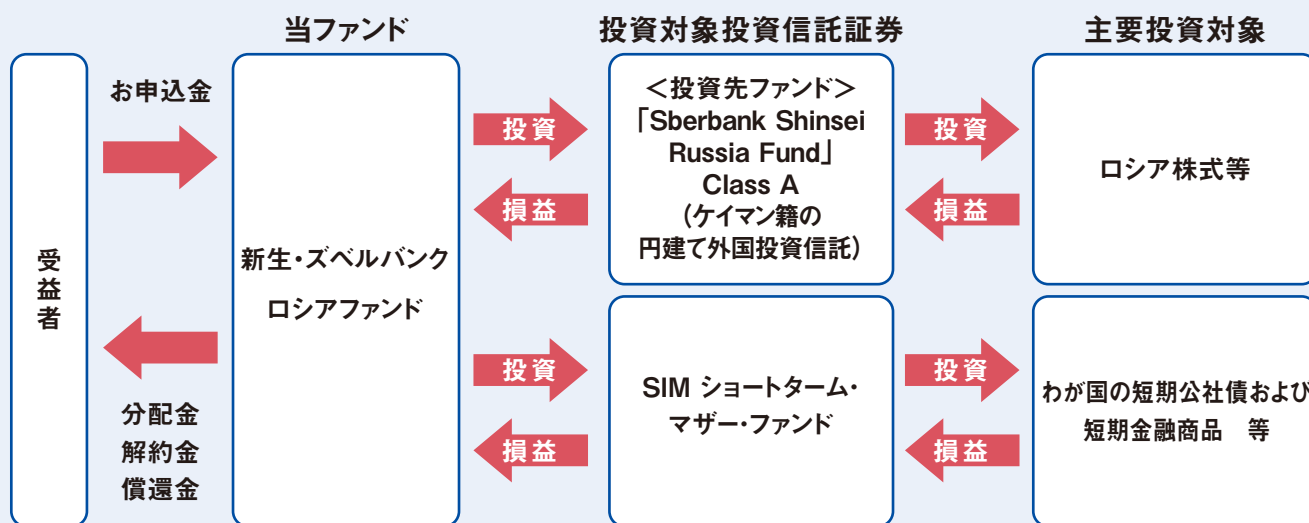 当ファンド
投資対象投資信託証券
主要投資対象
受益者
お申込金
分配金
解約金
償還金
新生・ズベルバンク
ロシアファンド
投資
損益
＜投資先ファンド＞
「Sberbank Shinsei
Russia Fund」
Class A
(ケイマン籍の
円建て外国投資信託)
投資
損益
ロシア株式等
投資
損益
SIM ショートターム・
マザー・ファンド
投資
損益
わが国の短期公社債および
短期金融商品　等